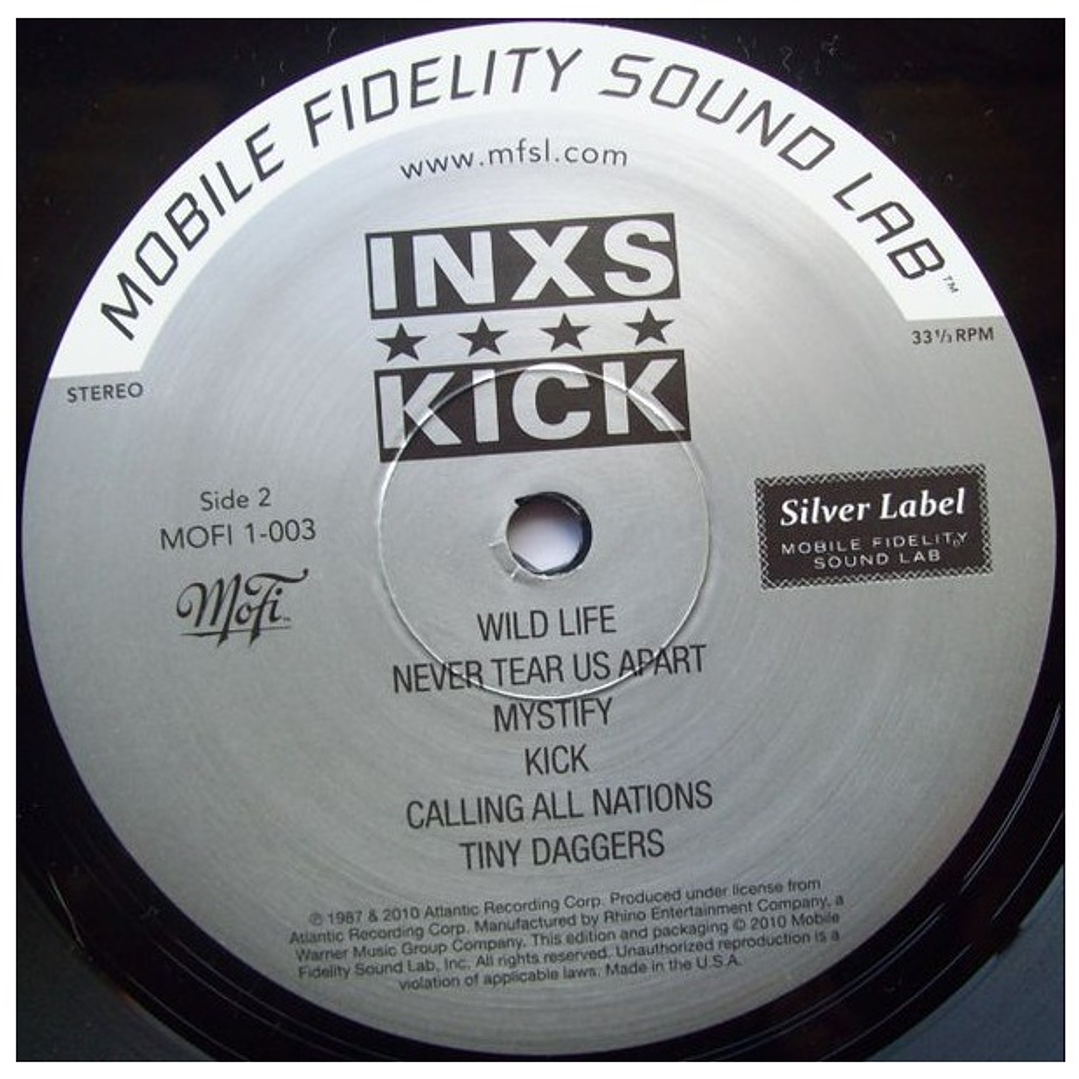 MOBILE FIDELITY SOUND LAB™
www.mfsl.com
INXS
KICK
STEREO
33⅓ RPM
Side 2
MOFI 1-003
MoFi™
Silver Label
MOBILE FIDELITY
SOUND LAB
WILD LIFE
NEVER TEAR US APART
MYSTIFY
KICK
CALLING ALL NATIONS
TINY DAGGERS
℗ 1987 & 2010 Atlantic Recording Corp. Produced under license from
Atlantic Recording Corp. Manufactured by Rhino Entertainment Company, a
Warner Music Group Company. This edition and packaging © 2010 Mobile
Fidelity Sound Lab, Inc. All rights reserved. Unauthorized reproduction is a
violation of applicable laws. Made in the U.S.A.